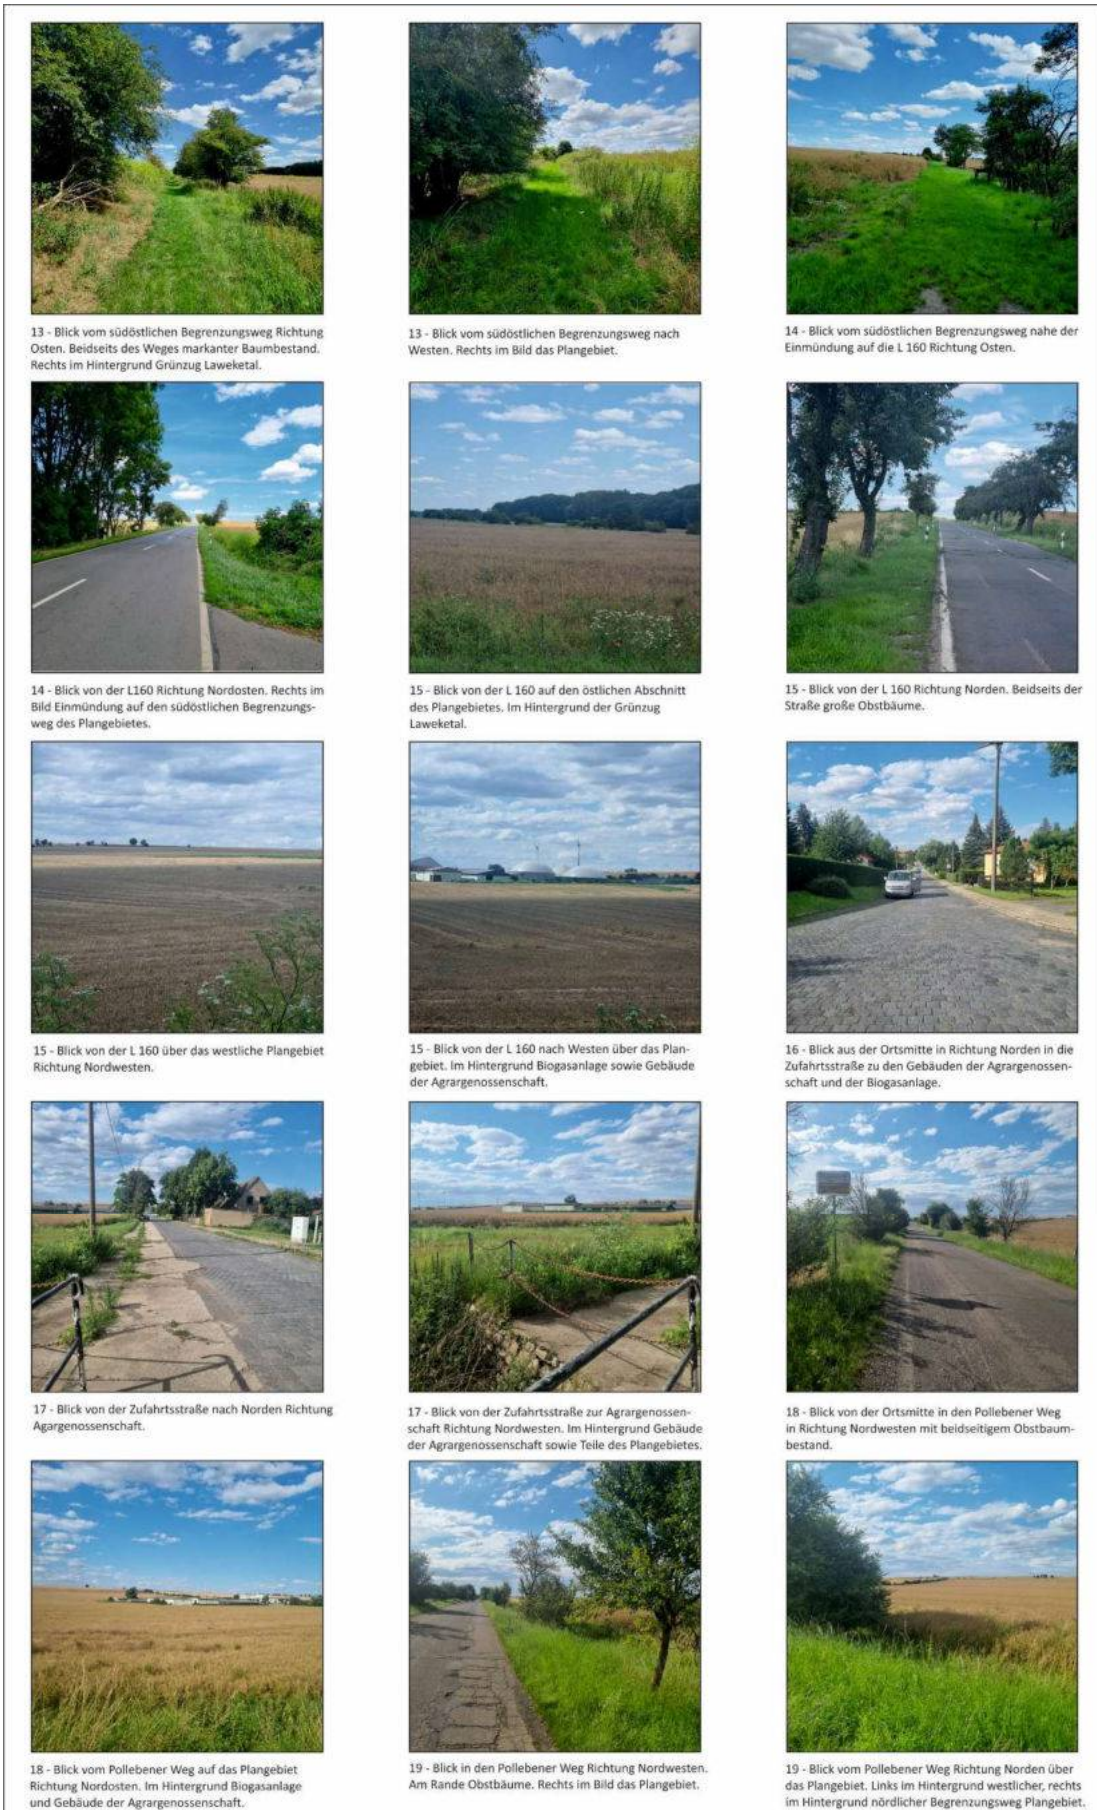 13 - Blick vom südöstlichen Begrenzungsweg Richtung
Osten. Beidseits des Weges markanter Baumbestand.
Rechts im Hintergrund Grünzug Laweketal.
13 - Blick vom südöstlichen Begrenzungsweg nach
Westen. Rechts im Bild das Plangebiet.
14 - Blick vom südöstlichen Begrenzungsweg nahe der
Einmündung auf die L 160 Richtung Osten.
14 - Blick von der L160 Richtung Nordosten. Rechts im
Bild Einmündung auf den südöstlichen Begrenzungs-
weg des Plangebietes.
15 - Blick von der L 160 auf den östlichen Abschnitt
des Plangebietes. Im Hintergrund der Grünzug
Laweketal.
15 - Blick von der L 160 Richtung Norden. Beidseits der
Straße große Obstbäume.
15 - Blick von der L 160 über das westliche Plangebiet
Richtung Nordwesten.
15 - Blick von der L 160 nach Westen über das Plan-
gebiet. Im Hintergrund Biogasanlage sowie Gebäude
der Agrargenossenschaft.
16 - Blick aus der Ortsmitte in Richtung Norden in die
Zufahrtsstraße zu den Gebäuden der Agrargenossen-
schaft und der Biogasanlage.
17 - Blick von der Zufahrtsstraße nach Norden Richtung
Agargenossenschaft.
17 - Blick von der Zufahrtsstraße zur Agrargenossen-
schaft Richtung Nordwesten. Im Hintergrund Gebäude
der Agrargenossenschaft sowie Teile des Plangebietes.
18 - Blick von der Ortsmitte in den Pollebener Weg
in Richtung Nordwesten mit beidseitigem Obstbaum-
bestand.
18 - Blick vom Pollebener Weg auf das Plangebiet
Richtung Nordosten. Im Hintergrund Biogasanlage
und Gebäude der Agrargenossenschaft.
19 - Blick in den Pollebener Weg Richtung Nordwesten.
Am Rande Obstbäume. Rechts im Bild das Plangebiet.
19 - Blick vom Pollebener Weg Richtung Norden über
das Plangebiet. Links im Hintergrund westlicher, rechts
im Hintergrund nördlicher Begrenzungsweg Plangebiet.